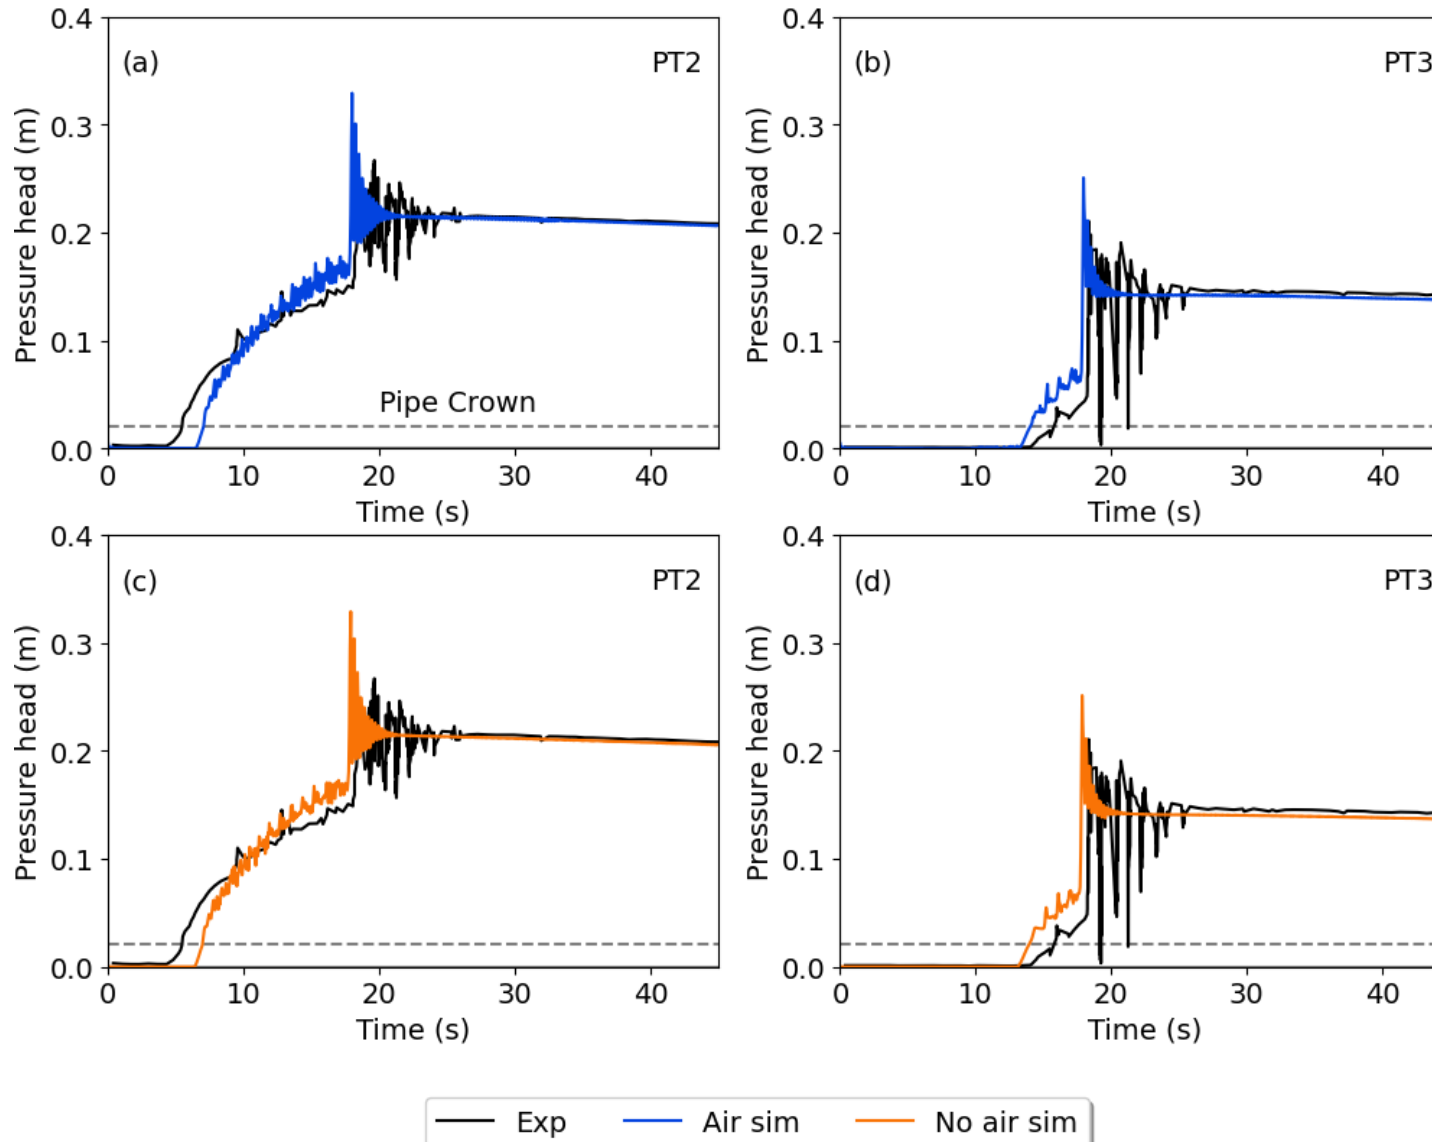 0.4
(a)
PT2
0.3
0.2
0.1
0.0
Pressure head (m)
Pipe Crown
0
10
20
30
40
Time (s)
0.4
(b)
PT3
0.3
0.2
0.1
0.0
Pressure head (m)
0
10
20
30
40
Time (s)
0.4
(c)
PT2
0.3
0.2
0.1
0.0
Pressure head (m)
0
10
20
30
40
Time (s)
0.4
(d)
PT3
0.3
0.2
0.1
0.0
Pressure head (m)
0
10
20
30
40
Time (s)
Exp
Air sim
No air sim